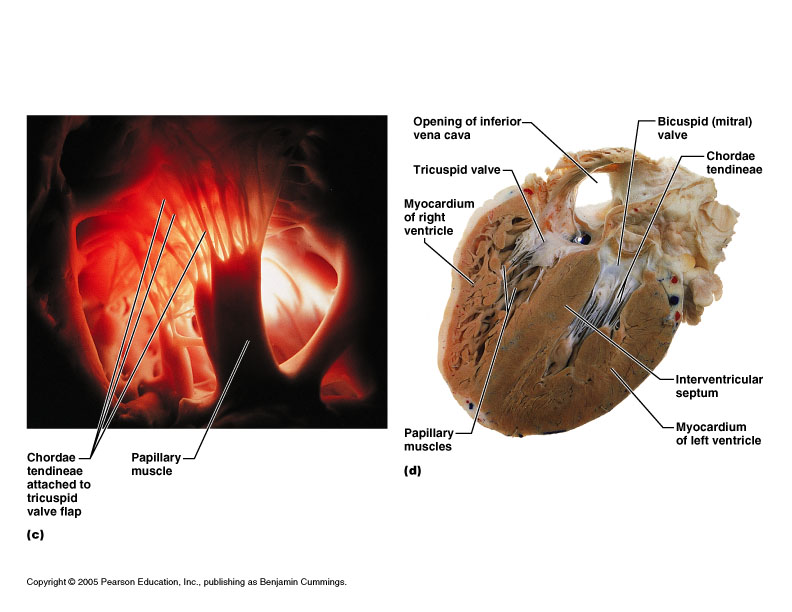 Opening of inferior
vena cava
Bicuspid (mitral)
valve
Tricuspid valve
Chordae
tendineae
Myocardium
of right
ventricle
Interventricular
septum
Myocardium
of left ventricle
Papillary
muscles
(d)
Chordae
tendineae
attached to
tricuspid
valve flap
Papillary
muscle
(c)
Copyright © 2005 Pearson Education, Inc., publishing as Benjamin Cummings.